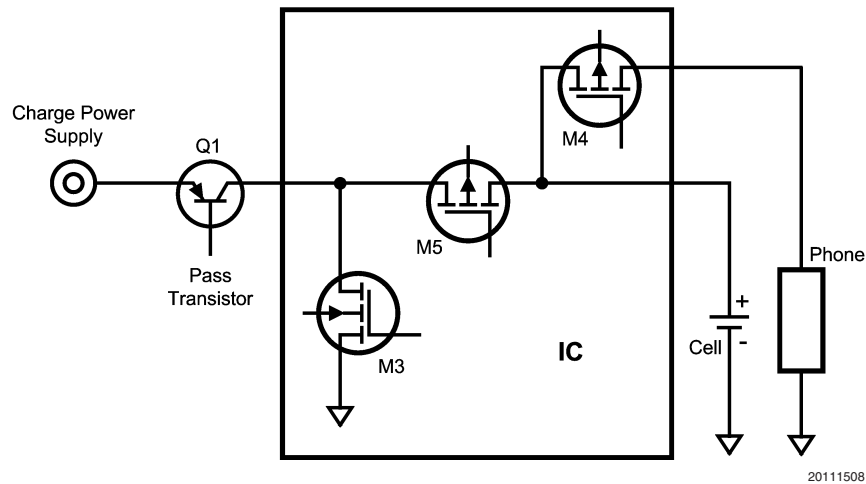 Charge Power
Supply
Q1
Pass
Transistor
M5
M4
M3
IC
Cell
+
-
Phone
20111508